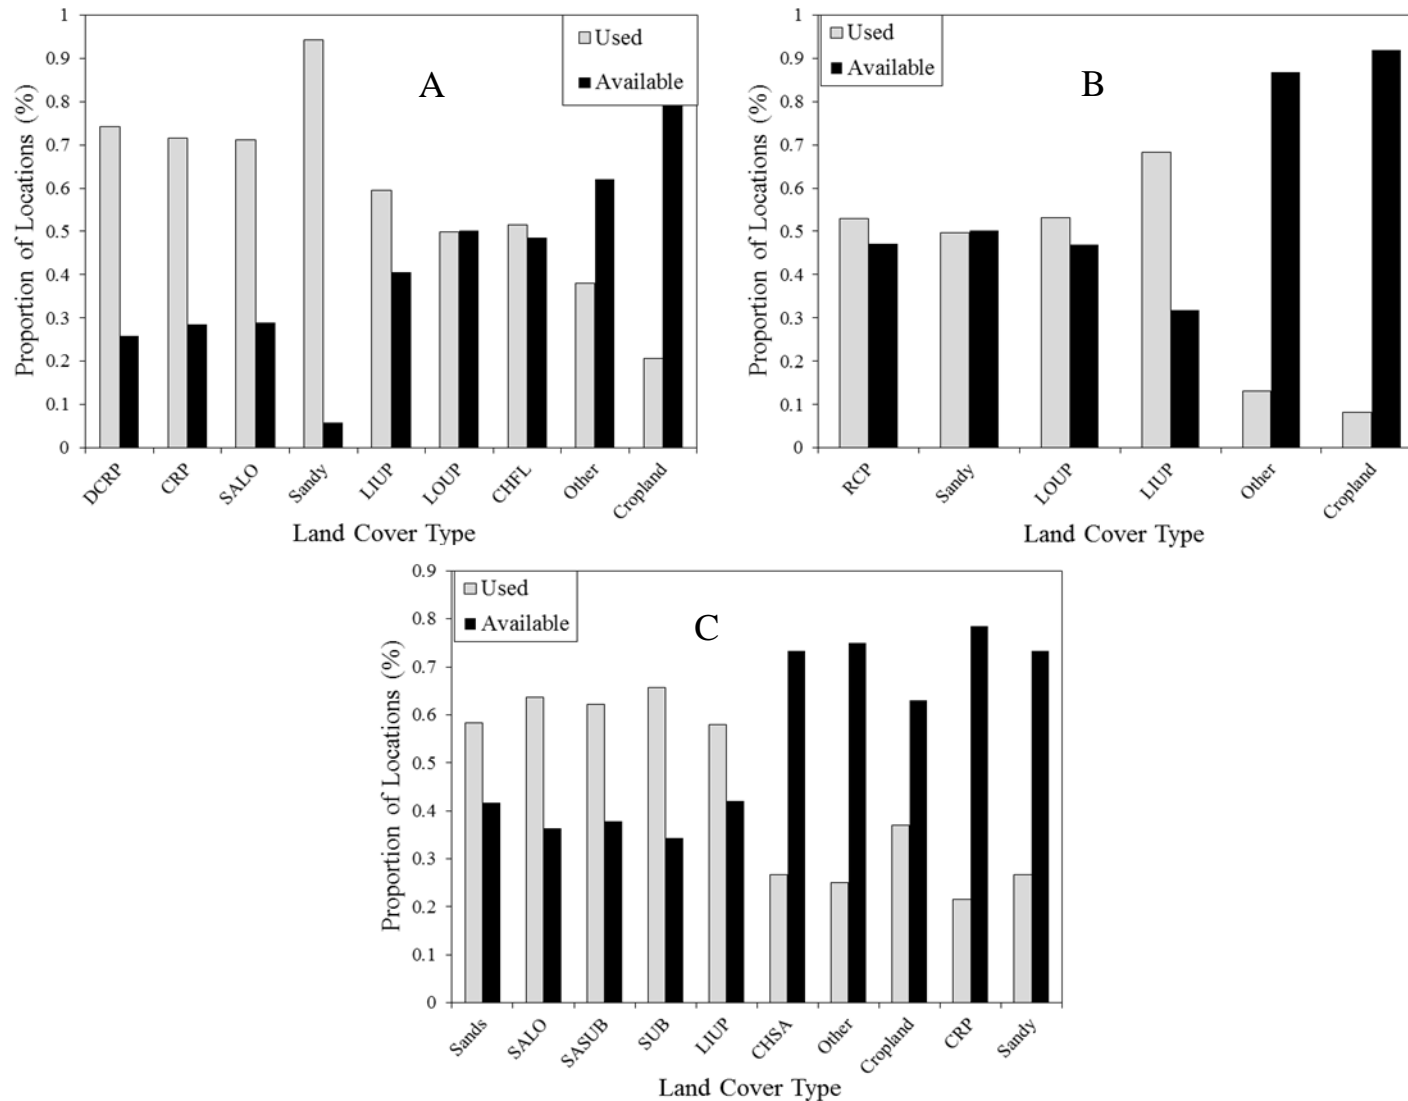 Proportion of Locations (%)
1
0.9
0.8
0.7
0.6
0.5
0.4
0.3
0.2
0.1
0
Used
Available
A
DCRP
CRP
SALO
Sandy
LIUP
LOUP
CHFL
Other
Cropland
Land Cover Type
Proportion of Locations (%)
1
0.9
0.8
0.7
0.6
0.5
0.4
0.3
0.2
0.1
0
Used
Available
B
RCP
Sandy
LOUP
LIUP
Other
Cropland
Land Cover Type
Proportion of Locations (%)
0.9
0.8
0.7
0.6
0.5
0.4
0.3
0.2
0.1
0
Used
Available
C
Sands
SALO
SASUB
SUB
LIUP
CHSA
Other
Cropland
CRP
Sandy
Land Cover Type